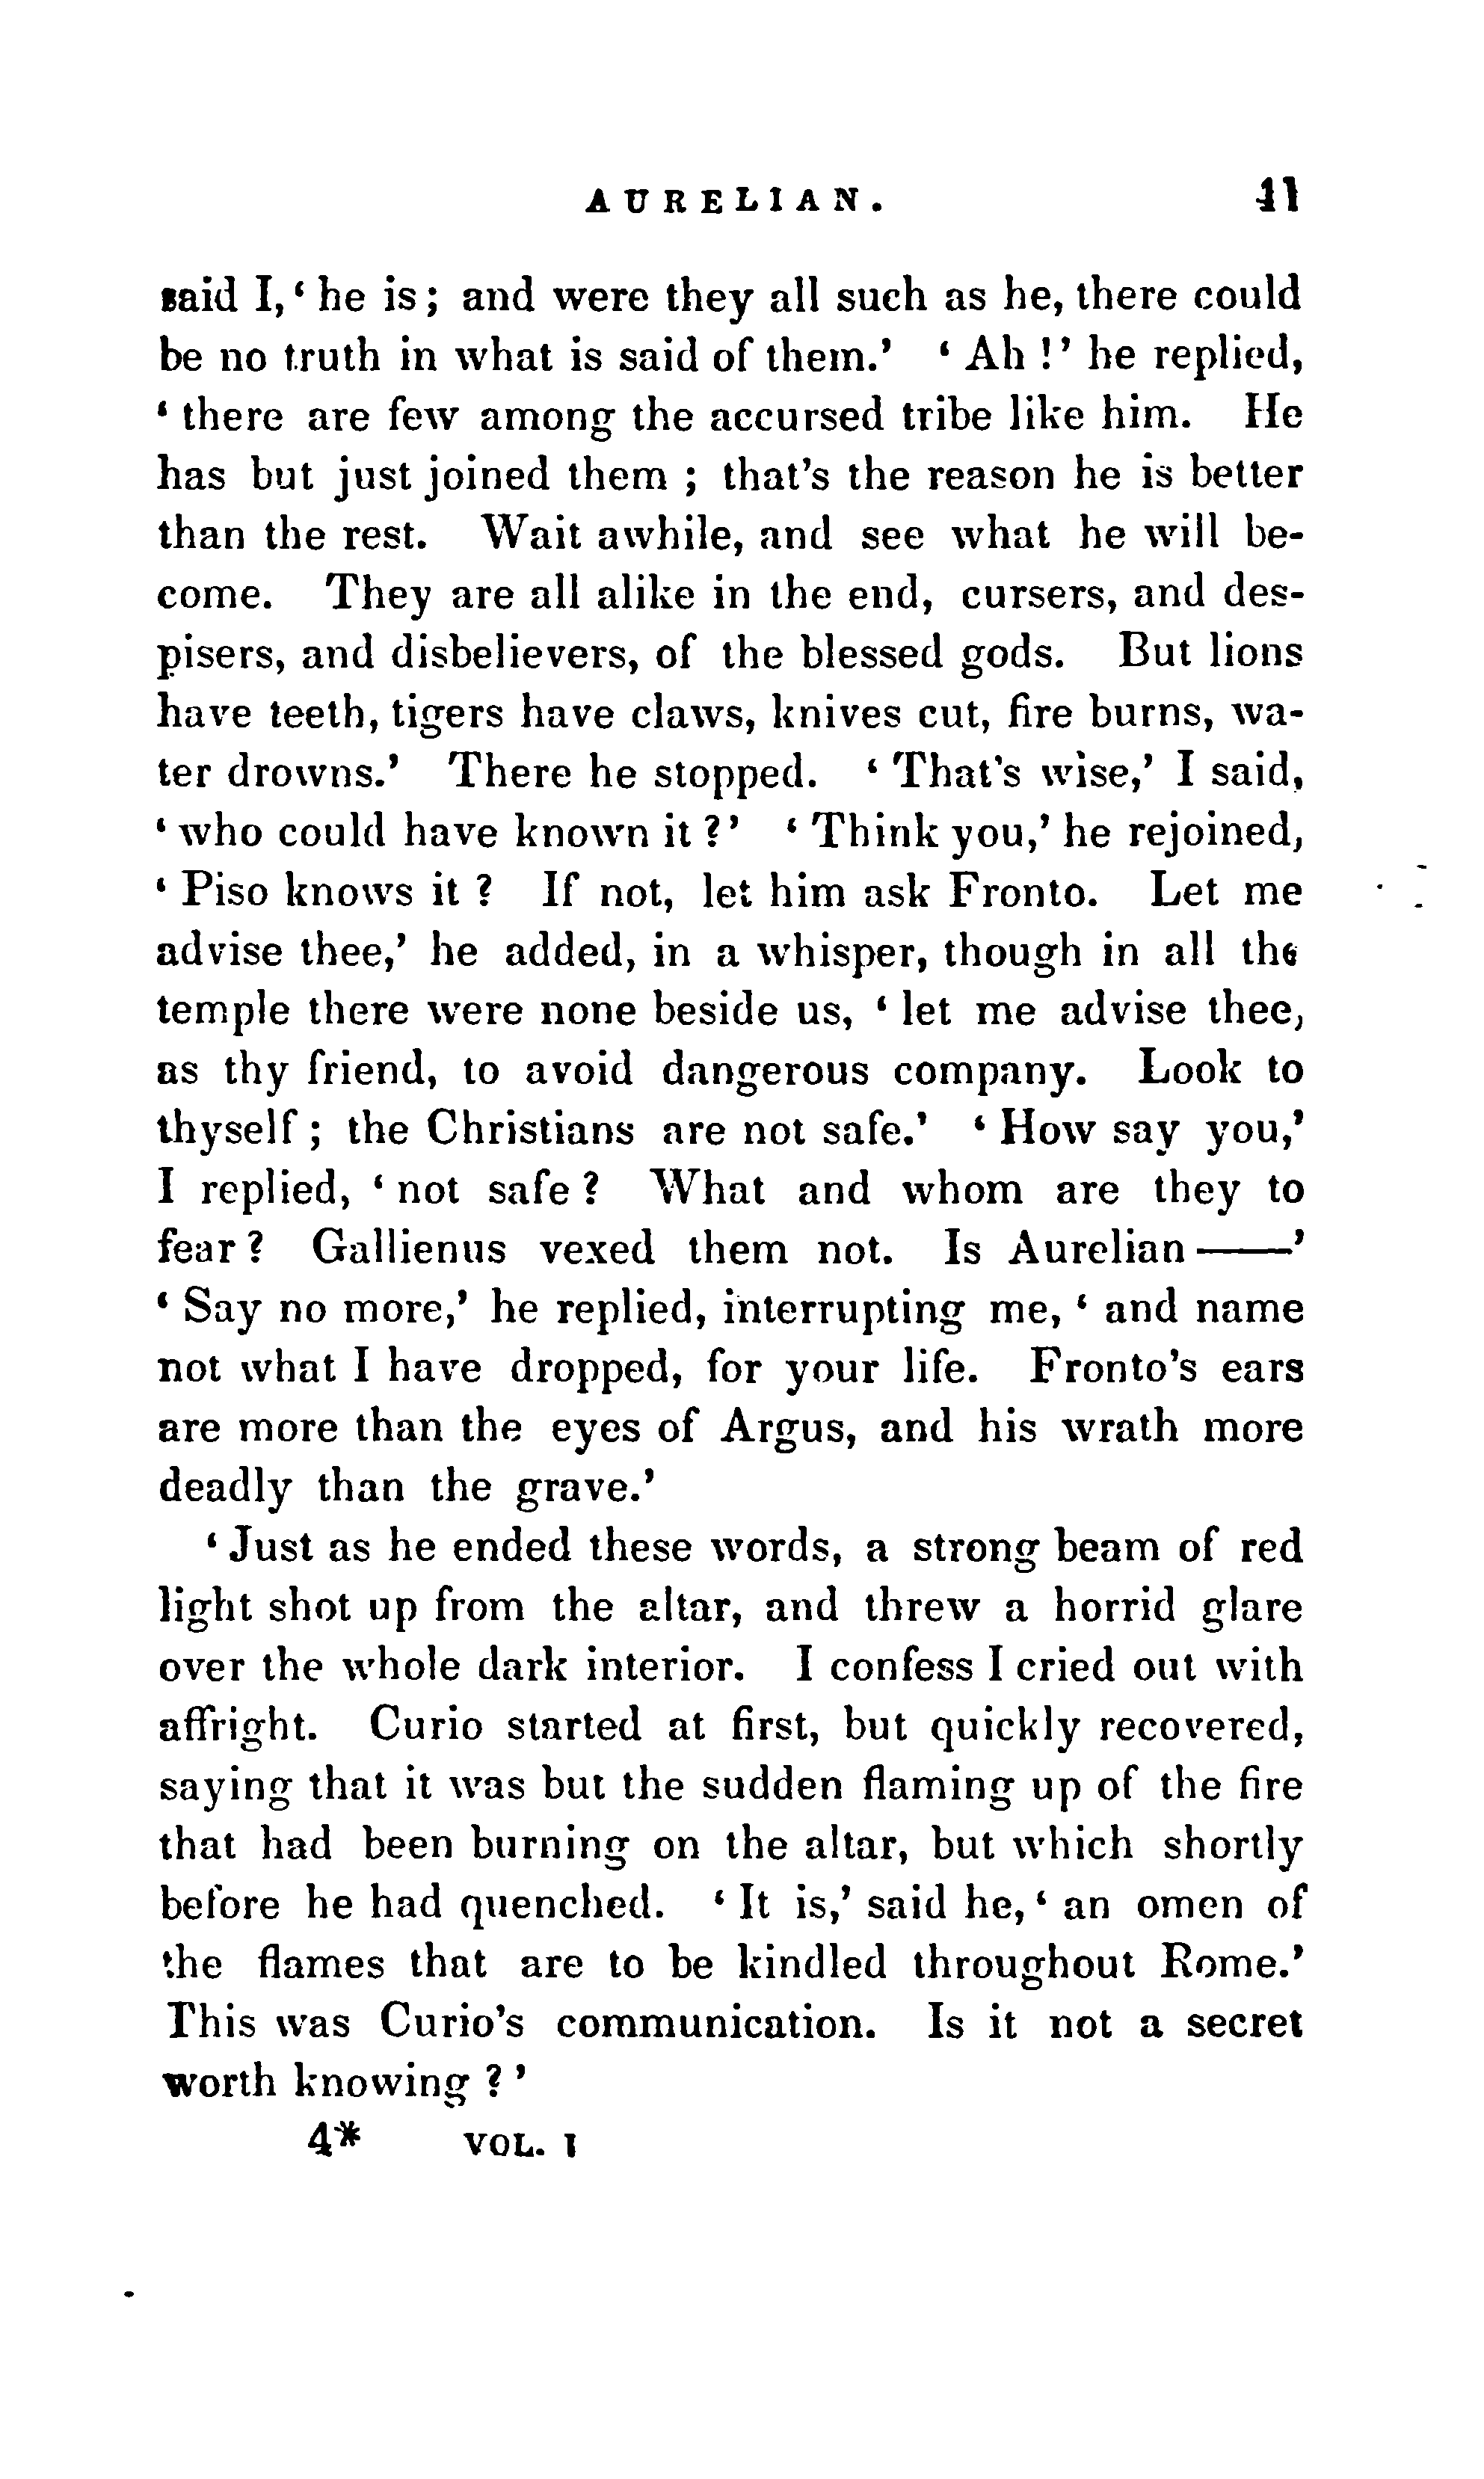 AURELIAN. 41
said I, ‘ he is ; and were they all such as he, there could
be no truth in what is said of them.’ ‘ Ah !’ he replied,
‘ there are few among the accursed tribe like him. He
has but just joined them ; that’s the reason he is better
than the rest. Wait awhile, and see what he will be-
come. They are all alike in the end, cursers, and des-
pisers, and disbelievers, of the blessed gods. But lions
have teeth, tigers have claws, knives cut, fire burns, wa-
ter drowns.’ There he stopped. ‘ That’s wise,’ I said,
‘ who could have known it ?’ ‘ Think you,’ he rejoined,
‘ Piso knows it ? If not, let him ask Fronto. Let me
advise thee,’ he added, in a whisper, though in all the
temple there were none beside us, ‘ let me advise thee,
as thy friend, to avoid dangerous company. Look to
thyself ; the Christians are not safe.’ ‘ How say you,’
I replied, ‘ not safe ? What and whom are they to
fear ? Gallienus vexed them not. Is Aurelian ——’
‘ Say no more,’ he replied, interrupting me, ‘ and name
not what I have dropped, for your life. Fronto’s ears
are more than the eyes of Argus, and his wrath more
deadly than the grave.’
‘ Just as he ended these words, a strong beam of red
light shot up from the altar, and threw a horrid glare
over the whole dark interior. I confess I cried out with
affright. Curio started at first, but quickly recovered,
saying that it was but the sudden flaming up of the fire
that had been burning on the altar, but which shortly
before he had quenched. ‘ It is,’ said he, ‘ an omen of
the flames that are to be kindled throughout Rome.’
This was Curio’s communication. Is it not a secret
worth knowing ? ’
4* VOL. I